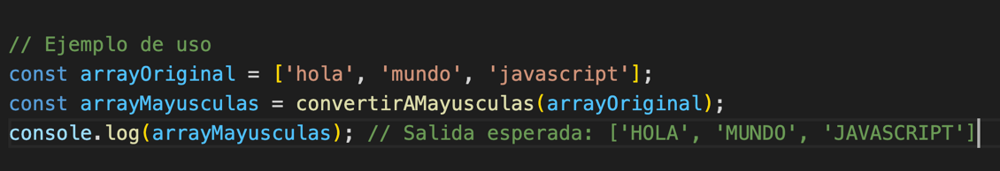 // Ejemplo de uso
const arrayOriginal = ['hola', 'mundo', 'javascript'];
const arrayMayusculas = convertirAMayusculas(arrayOriginal);
console.log(arrayMayusculas); // Salida esperada: ['HOLA', 'MUNDO', 'JAVASCRIPT']